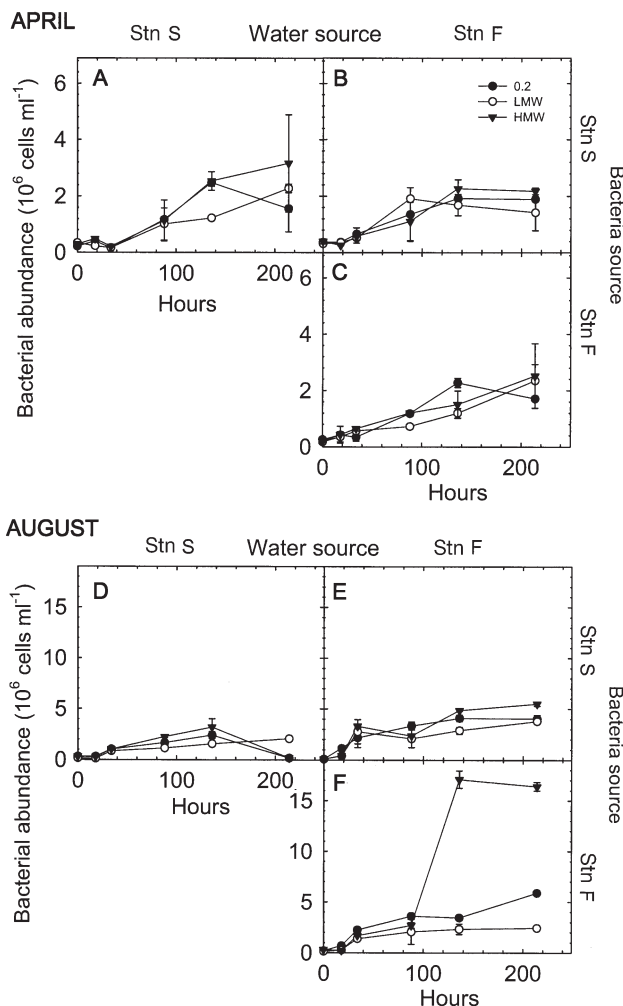 APRIL
Stn S Water source Stn F
Bacterial abundance (10⁶ cells ml⁻¹)
A
6
4
2
0
0 100 200
Hours
B
0.2
LMW
HMW
Stn S
Bacteria source
C
6
4
2
0
0 100 200
Hours
Stn F
AUGUST
Stn S Water source Stn F
Bacterial abundance (10⁶ cells ml⁻¹)
D
15
10
5
0
0 100 200
Hours
E
Stn S
Bacteria source
F
15
10
5
0
0 100 200
Hours
Stn F